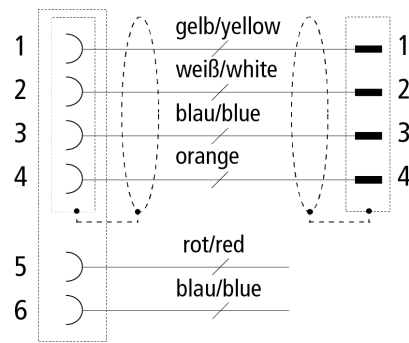 1 gelb/yellow 1
2 weiß/white 2
3 blau/blue 3
4 orange 4
5 rot/red
6 blau/blue